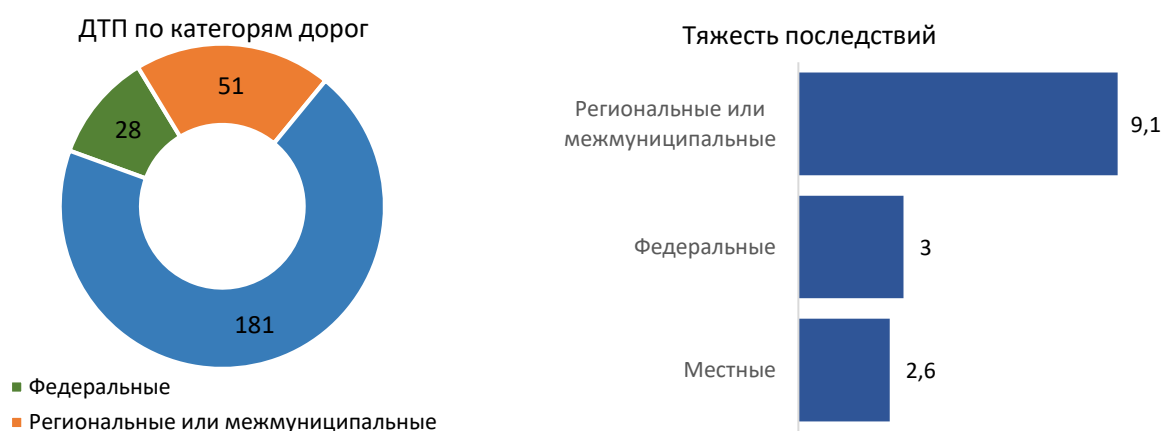 ДТП по категорям дорог
51
28
181
Федеральные
Региональные или межмуниципальные
Тяжесть последствий
Региональные или
межмуниципальные
9,1
Федеральные
3
Местные
2,6